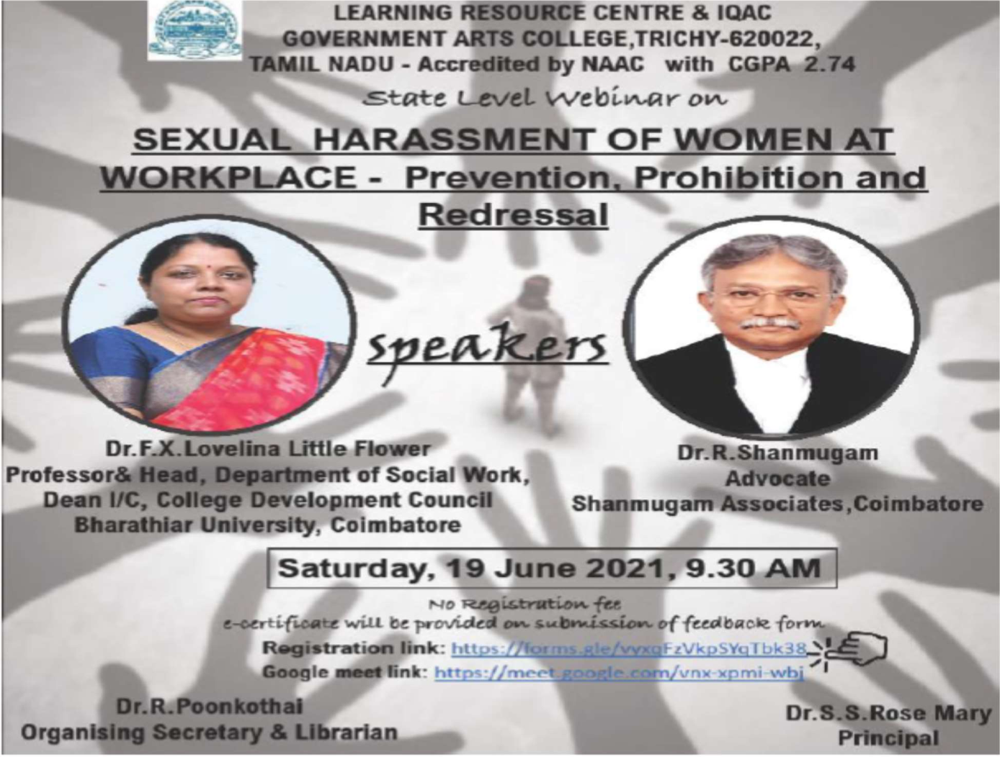 LEARNING RESOURCE CENTRE & IQAC
GOVERNMENT ARTS COLLEGE,TRICHY-620022,
TAMIL NADU - Accredited by NAAC with CGPA 2.74
State Level Webinar on
SEXUAL HARASSMENT OF WOMEN AT
WORKPLACE - Prevention, Prohibition and
Redressal
speakers
Dr.F.X.Lovelina Little Flower
Professor& Head, Department of Social Work,
Dean I/C, College Development Council
Bharathiar University, Coimbatore
Dr.R.Shanmugam
Advocate
Shanmugam Associates,Coimbatore
Saturday, 19 June 2021, 9.30 AM
No Registration fee
e-certificate will be provided on submission of feedback form
Registration link: https://forms.gle/vyxqFzVkpSYqTbk38
Google meet link: https://meet.google.com/vnx-xpmi-wbj
Dr.R.Poonkothai
Organising Secretary & Librarian
Dr.S.S.Rose Mary
Principal